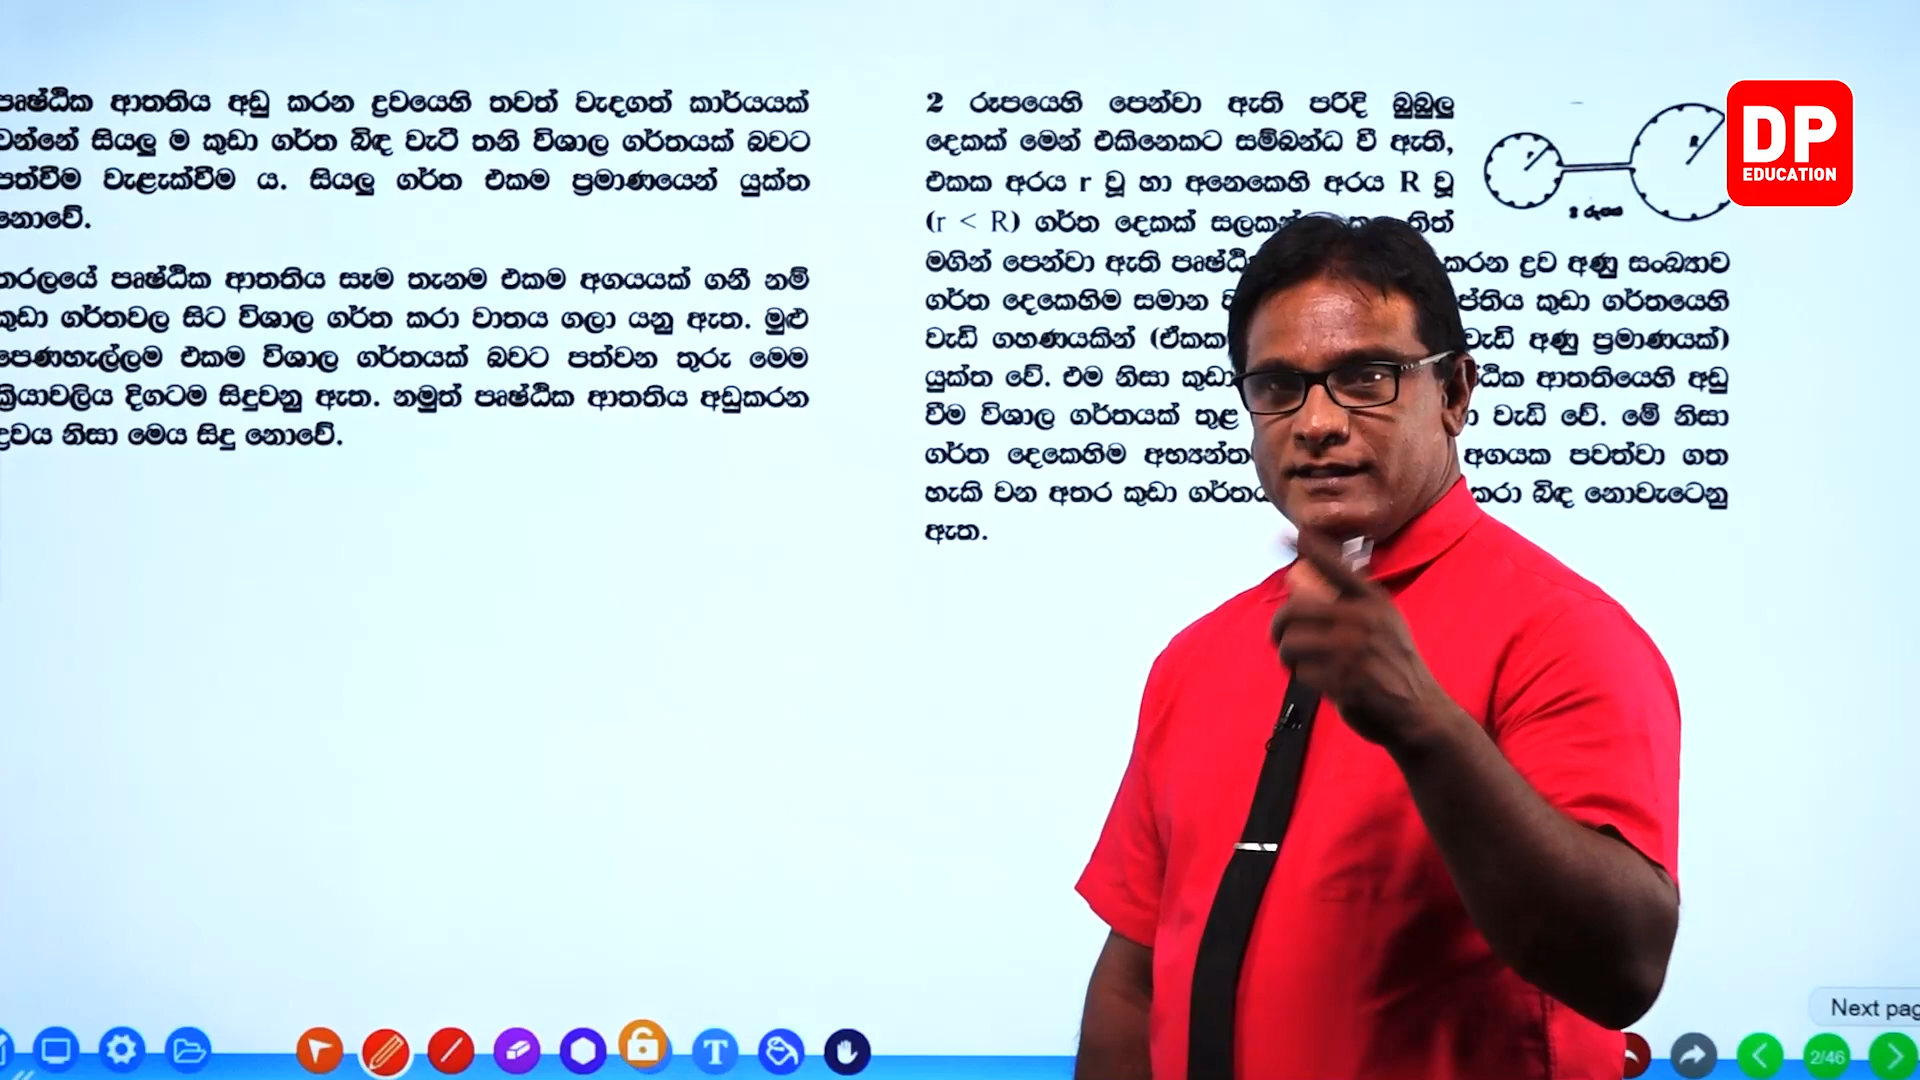 පෘෂ්ඨික ආතතිය අඩු කරන ද්‍රවයෙහි තවත් වැදගත් කාර්යයක්
වන්නේ සියලු ම කුඩා ගර්ත බිඳ වැටී තනි විශාල ගර්තයක් බවට
පත්වීම වැළැක්වීම ය. සියලු ගර්ත එකම ප්‍රමාණයෙන් යුක්ත
නොවේ.
තරලයේ පෘෂ්ඨික ආතතිය සෑම තැනම එකම අගයයක් ගනී නම්
කුඩා ගර්තවල සිට විශාල ගර්ත කරා වාතය ගලා යනු ඇත. මුළු
පෙණහැල්ලම එකම විශාල ගර්තයක් බවට පත්වන තුරු මෙම
ක්‍රියාවලිය දිගටම සිදුවනු ඇත. නමුත් පෘෂ්ඨික ආතතිය අඩුකරන
ද්‍රවය නිසා මෙය සිදු නොවේ.
2 රූපයෙහි පෙන්වා ඇති පරිදි බුබුලු
දෙකක් මෙන් එකිනෙකට සම්බන්ධ වී ඇති,
එකක අරය r වූ හා අනෙකෙහි අරය R වූ
(r < R) ගර්ත දෙකක් සලකන්න.
r
R
2 රූපය
මගින් පෙන්වා ඇති කරන ද්‍රව අණු සංඛ්‍යාව
ගර්ත දෙකෙහිම සමාන කුඩා ගර්තයෙහි
වැඩි ගහණයකින් වැඩි අණු ප්‍රමාණයක්)
යුක්ත වේ. එම නිසා කුඩා ආතතියෙහි අඩු
වීම විශාල ගර්තයක් තුළ වැඩි වේ. මේ නිසා
ගර්ත දෙකෙහිම අගයක පවත්වා ගත
හැකි වන අතර කුඩා කරා බිඳ නොවැටෙනු
ඇත.
DP
EDUCATION
T
2/46
Next